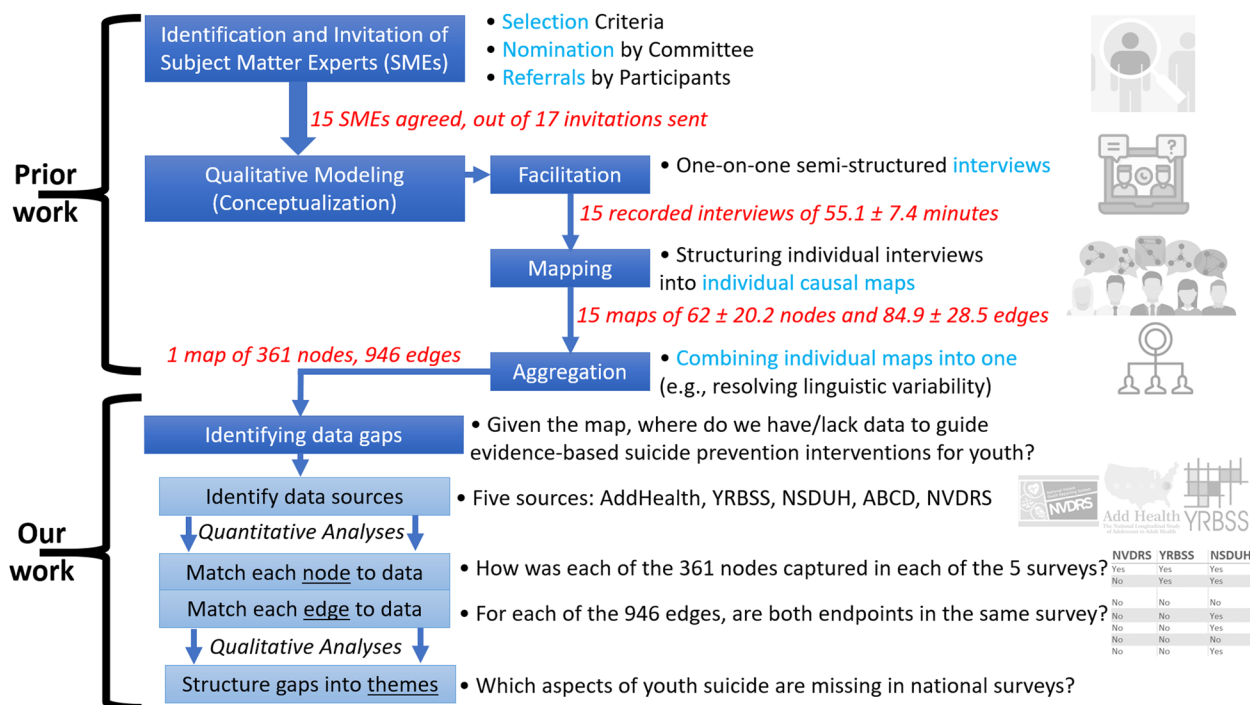 Prior
work
Identification and Invitation of
Subject Matter Experts (SMEs)
• Selection Criteria
• Nomination by Committee
• Referrals by Participants
15 SMEs agreed, out of 17 invitations sent
Qualitative Modeling
(Conceptualization)
Facilitation
• One-on-one semi-structured interviews
15 recorded interviews of 55.1 ± 7.4 minutes
Mapping
• Structuring individual interviews
into individual causal maps
15 maps of 62 ± 20.2 nodes and 84.9 ± 28.5 edges
1 map of 361 nodes, 946 edges
Aggregation
• Combining individual maps into one
(e.g., resolving linguistic variability)
Our
work
Identifying data gaps
• Given the map, where do we have/lack data to guide
evidence-based suicide prevention interventions for youth?
Identify data sources
• Five sources: AddHealth, YRBSS, NSDUH, ABCD, NVDRS
NVDRS
Add Health
The National Longitudinal Study
of Adolescent to Adult Health
YRBSS
Quantitative Analyses
Match each node to data
• How was each of the 361 nodes captured in each of the 5 surveys?
Match each edge to data
• For each of the 946 edges, are both endpoints in the same survey?
NVDRS YRBSS NSDUH
Yes Yes Yes
No Yes Yes
No No No
No No Yes
No No Yes
No No No
No No Yes
Qualitative Analyses
Structure gaps into themes
• Which aspects of youth suicide are missing in national surveys?